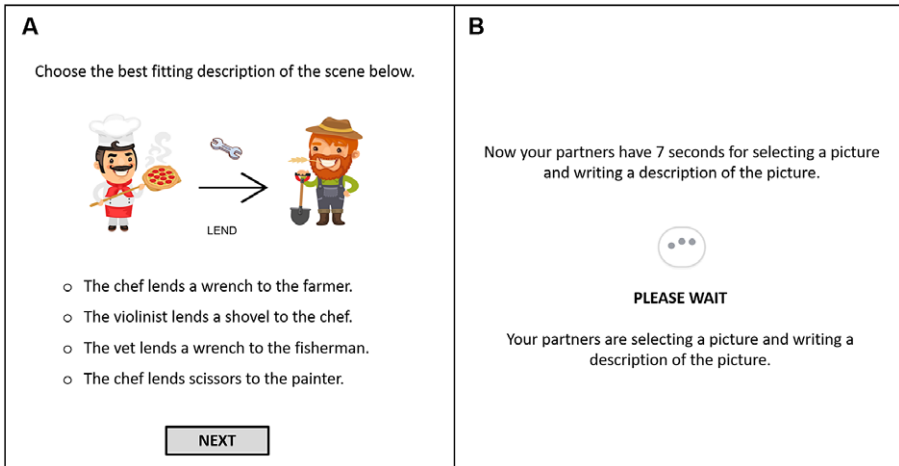 A
Choose the best fitting description of the scene below.
LEND
The chef lends a wrench to the farmer.
The violinist lends a shovel to the chef.
The vet lends a wrench to the fisherman.
The chef lends scissors to the painter.
NEXT
B
Now your partners have 7 seconds for selecting a picture
and writing a description of the picture.
PLEASE WAIT
Your partners are selecting a picture and writing a
description of the picture.